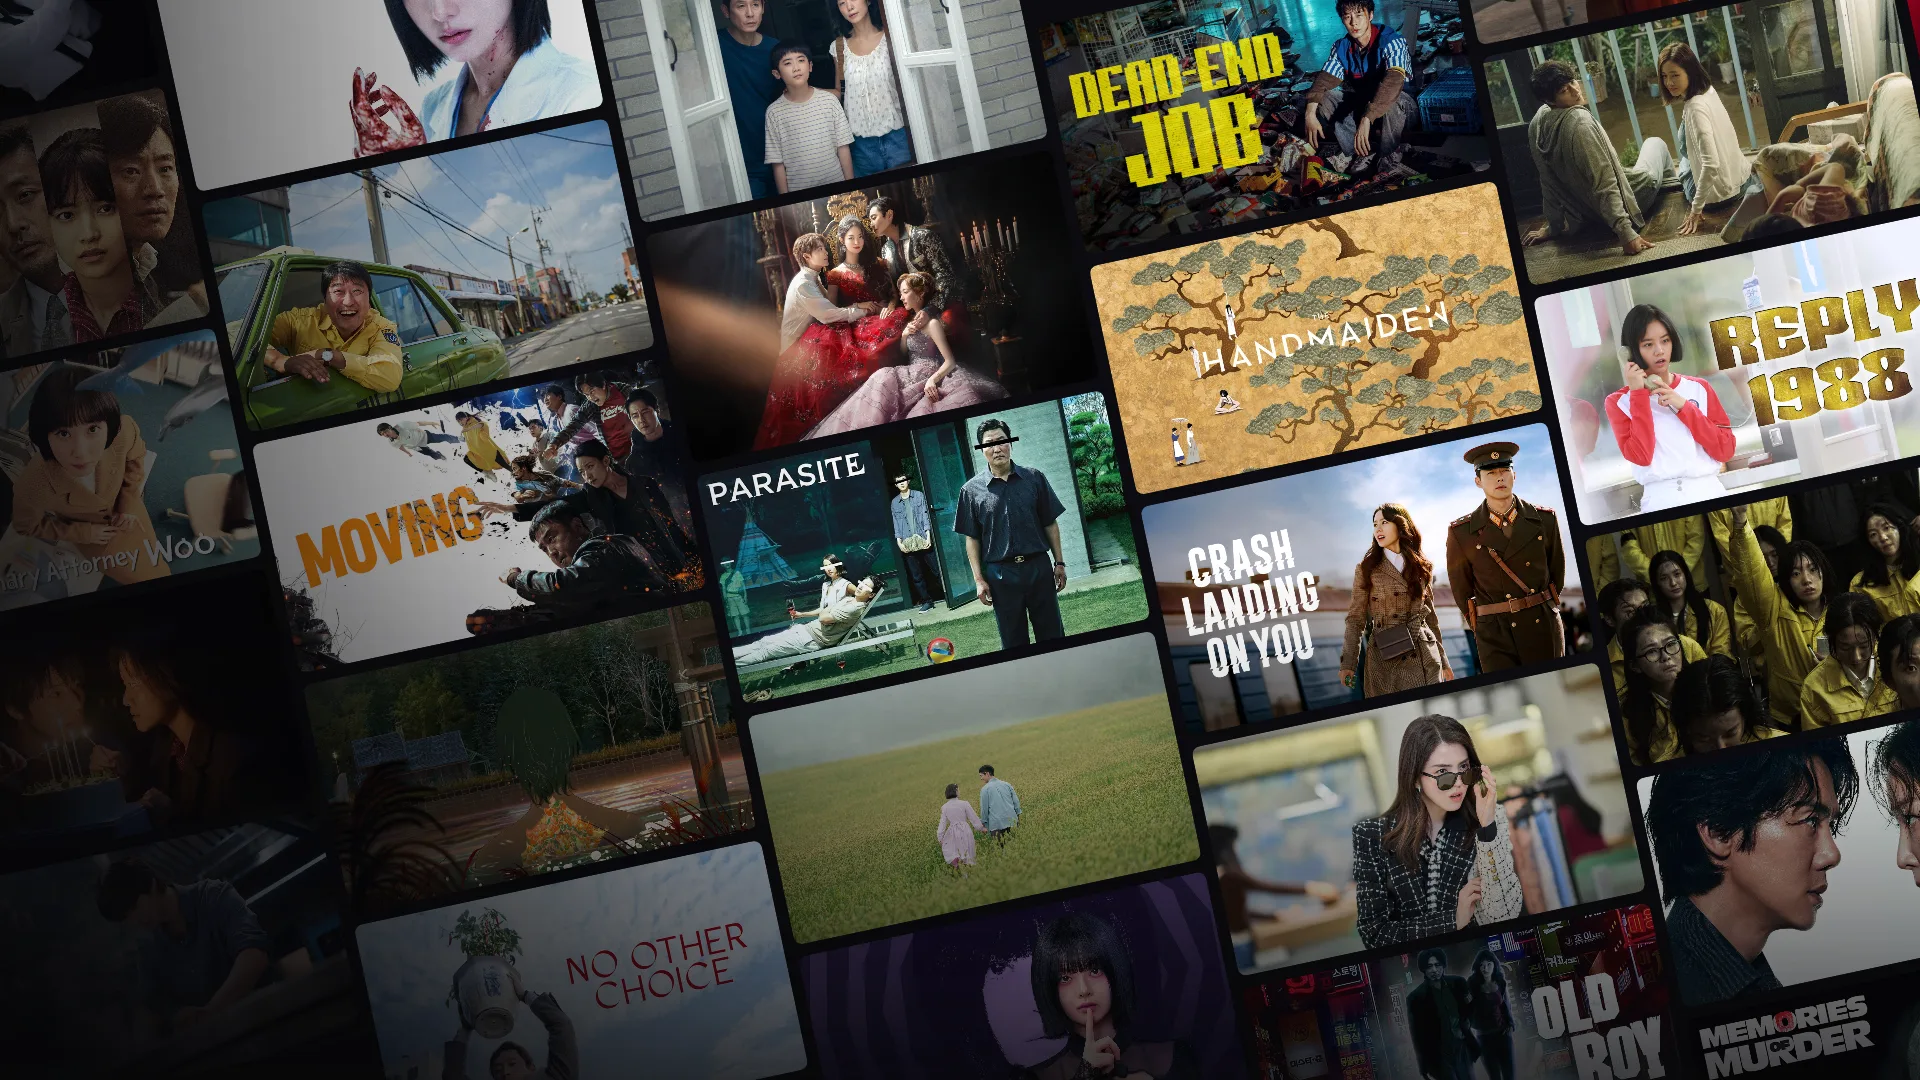 DEAD-END
JOB
THE
HANDMAIDEN
REPLY
1988
PARASITE
MOVING
CRASH
LANDING
ON YOU
Attorney Woo
NO OTHER
CHOICE
OLD
BOY
MEMORIES
OF
MURDER